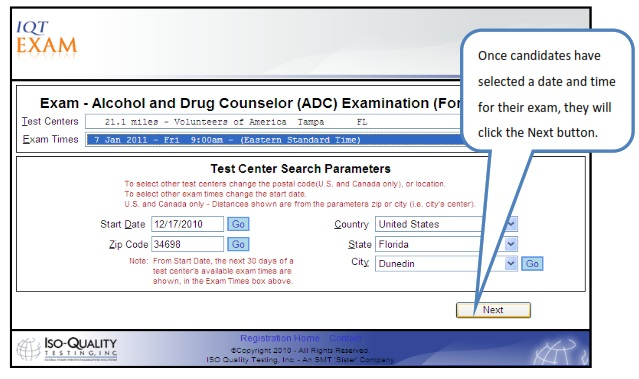 IQT
EXAM
Once candidates have
selected a date and time
for their exam, they will
click the Next button.
Exam - Alcohol and Drug Counselor (ADC) Examination (For
Test Centers 21.1 miles - Volunteers of America Tampa FL
Exam Times 7 Jan 2011 - Fri 9:00am - (Eastern Standard Time)
Test Center Search Parameters
To select other test centers change the postal code(U.S. and Canada only), or location.
To select other exam times change the start date.
U.S. and Canada only - Distances shown are from the parameters zip or city (i.e. city's center).
Start Date 12/17/2010 Go Country United States
Zip Code 34698 Go State Florida
Note: From Start Date, the next 30 days of a City Dunedin Go
test center's available exam times are
shown, in the Exam Times box above.
Next
ISO-QUALITY
TESTING, INC
Registration Home Contact
©Copyright 2010 - All Rights Reserved.
ISO Quality Testing, Inc. - An SMT 'Sister' Company